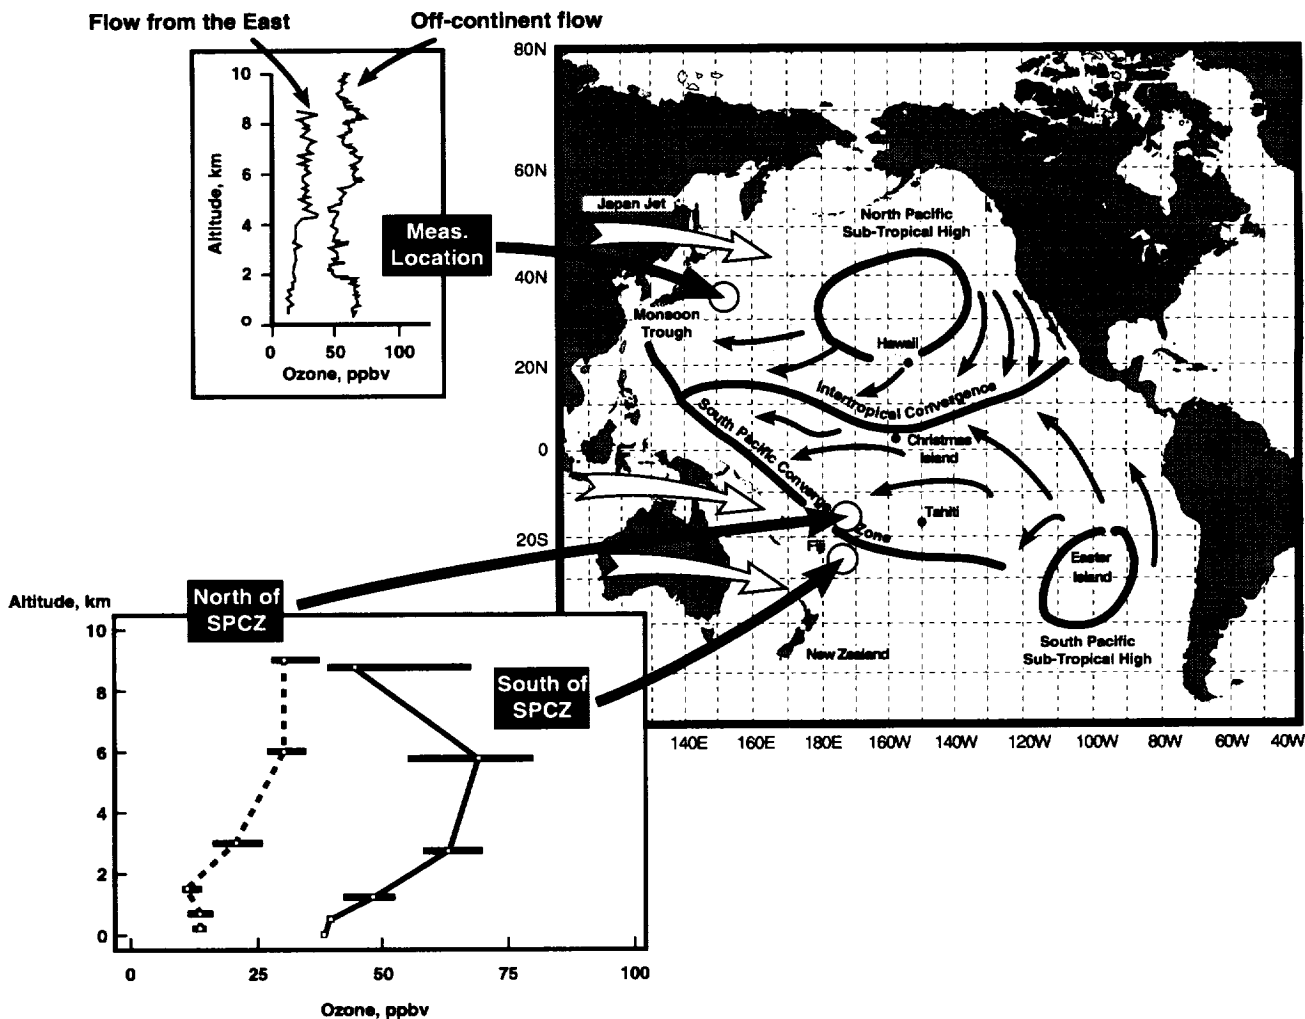 Flow from the East
Off-continent flow
Altitude, km
10
8
6
4
2
0
0
50
100
Ozone, ppbv
Meas.
Location
80N
60N
40N
20N
0
20S
Japan Jet
North Pacific
Sub-Tropical High
Monsoon
Trough
Hawaii
Intertropical Convergence
South Pacific Converge
Zone
Christmas
Island
Tahiti
Fiji
Easter
Island
South Pacific
Sub-Tropical High
New Zealand
140E
160E
180E
160W
140W
120W
100W
80W
60W
40W
North of
SPCZ
South of
SPCZ
Altitude, km
10
8
6
4
2
0
0
25
50
75
100
Ozone, ppbv